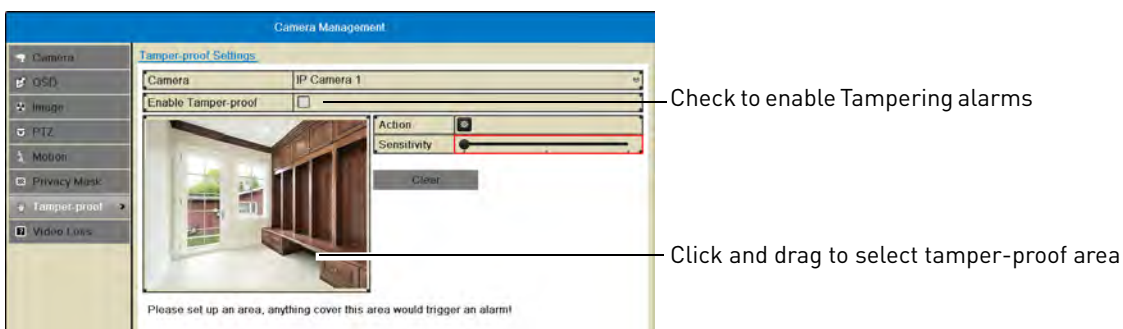 Camera Management
Camera
OSD
Image
PTZ
Motion
Privacy Mask
Tamper-proof
Video Loss
Tamper-proof Settings
Camera IP Camera 1
Enable Tamper-proof
Action
Sensitivity
Clear
Please set up an area, anything cover this area would trigger an alarm!
Check to enable Tampering alarms
Click and drag to select tamper-proof area